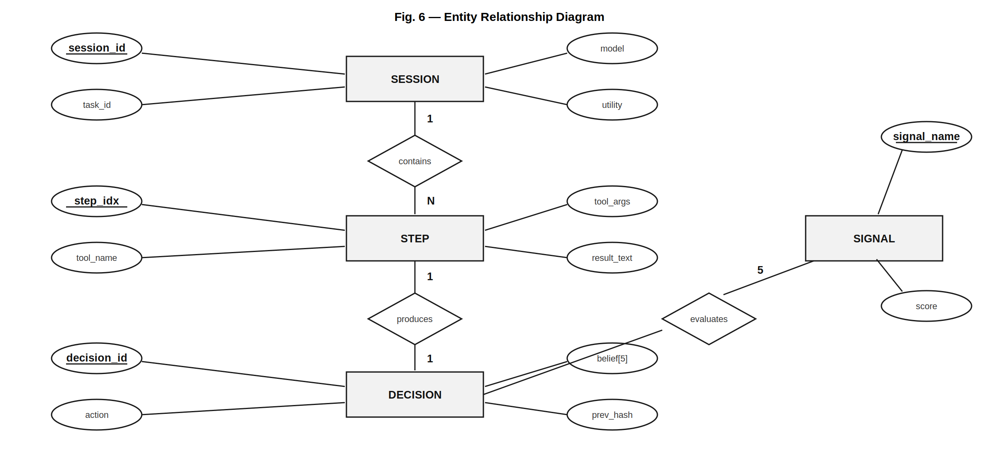 Fig. 6 — Entity Relationship Diagram
session_id
model
SESSION
task_id
utility
1
signal_name
contains
step_idx
N
tool_args
STEP
SIGNAL
tool_name
result_text
1
5
produces
evaluates
score
decision_id
1
belief[5]
DECISION
action
prev_hash